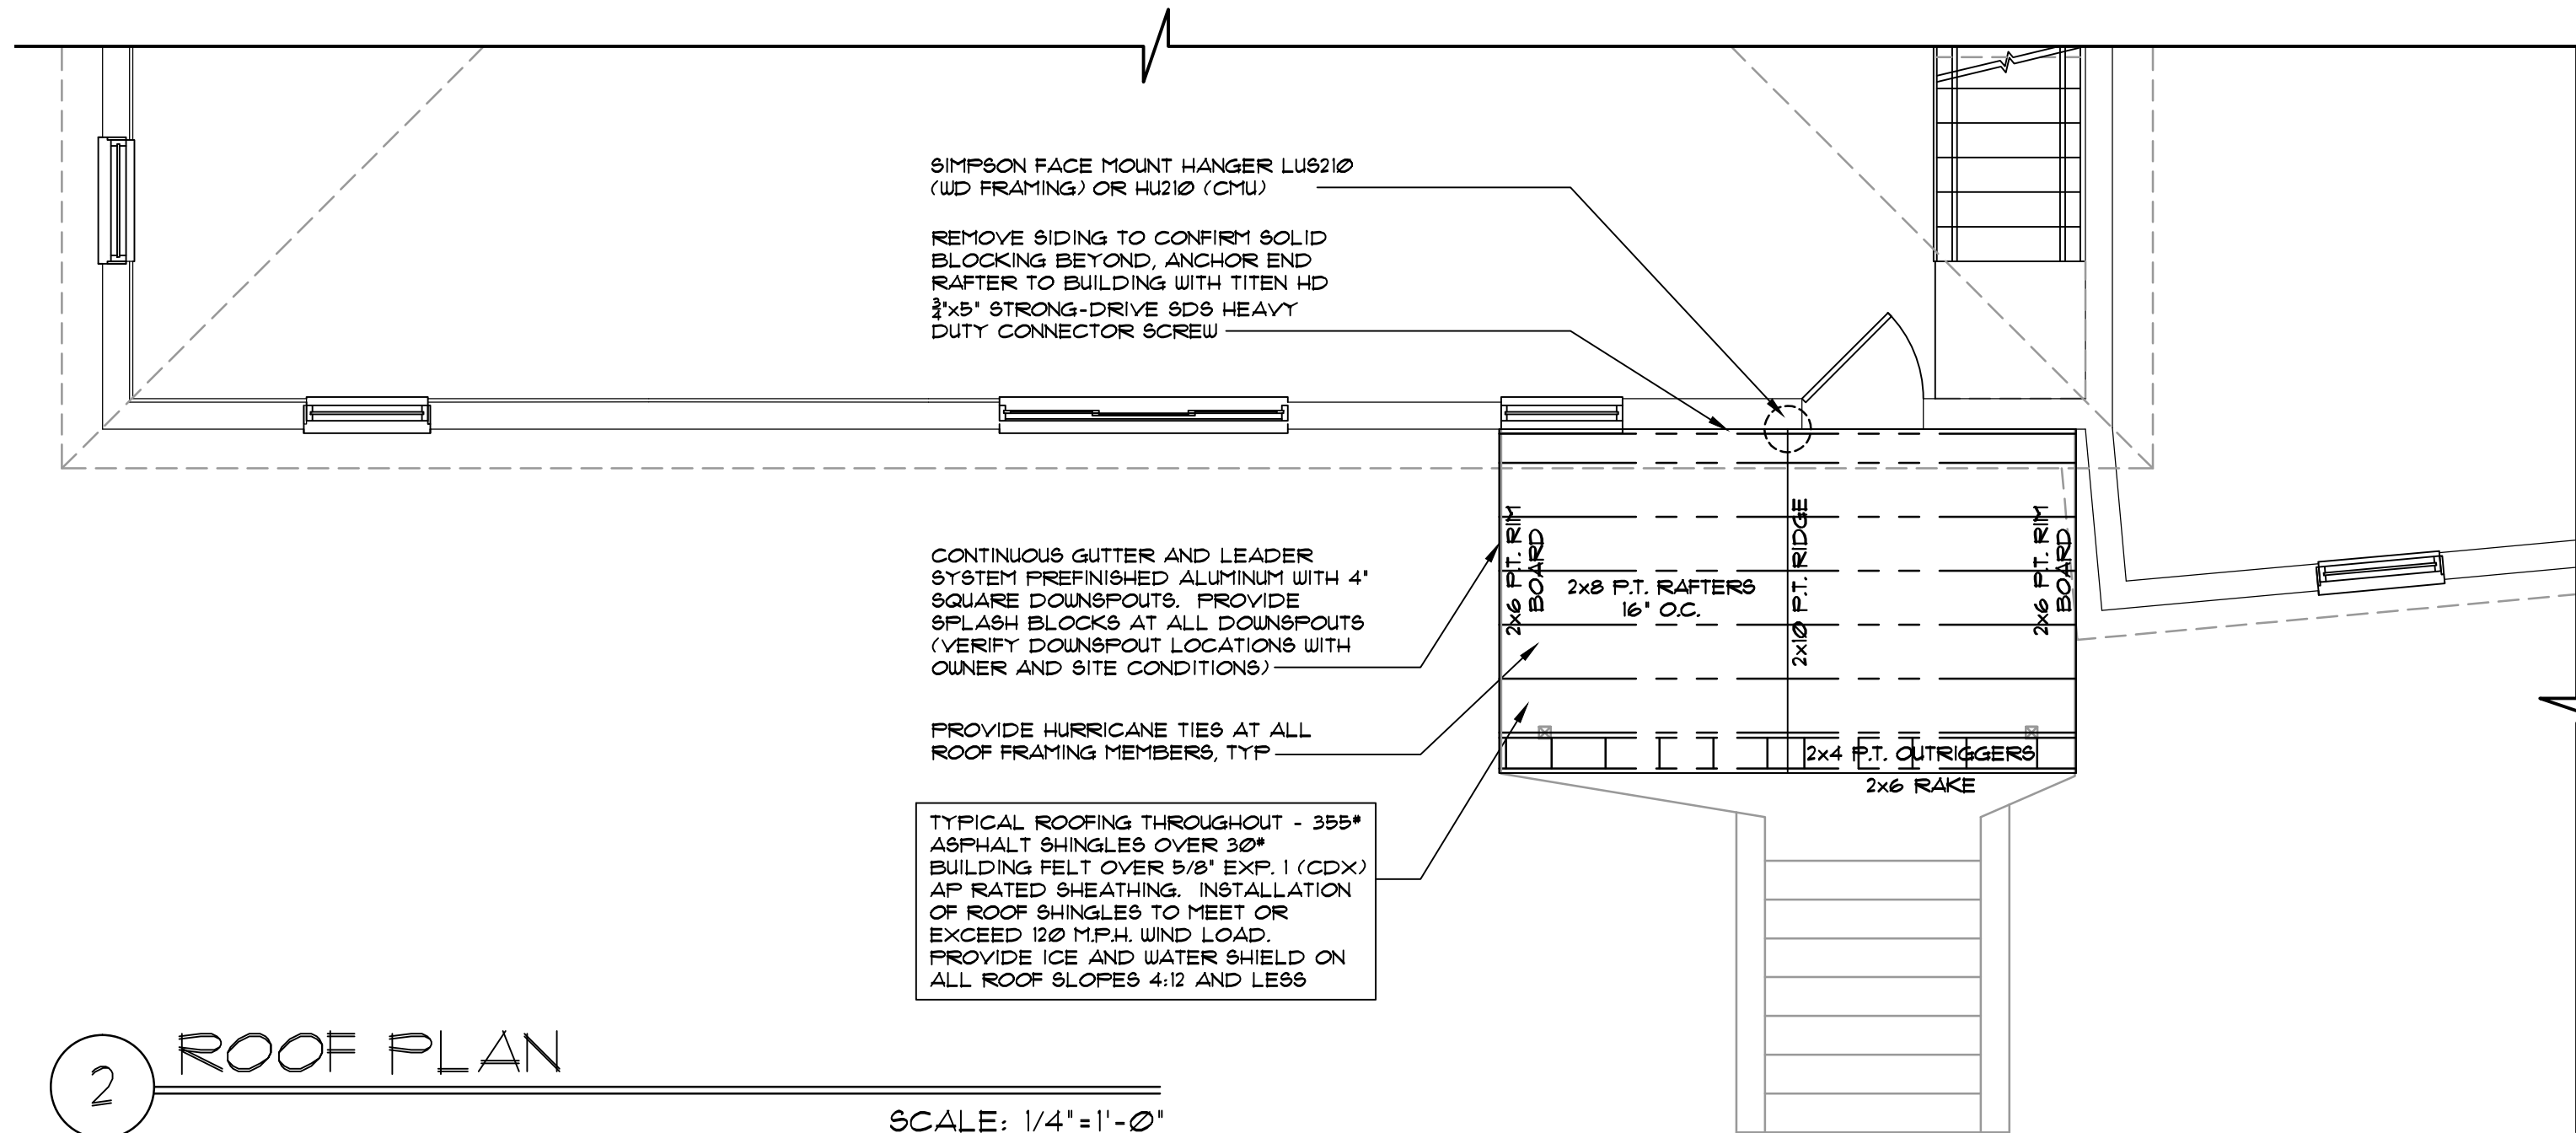 SIMPSON FACE MOUNT HANGER LUS210
(WD FRAMING) OR HU210 (CMU)
REMOVE SIDING TO CONFIRM SOLID
BLOCKING BEYOND, ANCHOR END
RAFTER TO BUILDING WITH TITEN HD
3/4"x5" STRONG-DRIVE SDS HEAVY
DUTY CONNECTOR SCREW
CONTINUOUS GUTTER AND LEADER
SYSTEM PREFINISHED ALUMINUM WITH 4"
SQUARE DOWNSPOUTS. PROVIDE
SPLASH BLOCKS AT ALL DOWNSPOUTS
(VERIFY DOWNSPOUT LOCATIONS WITH
OWNER AND SITE CONDITIONS)
PROVIDE HURRICANE TIES AT ALL
ROOF FRAMING MEMBERS, TYP
TYPICAL ROOFING THROUGHOUT - 355#
ASPHALT SHINGLES OVER 30#
BUILDING FELT OVER 5/8" EXP. 1 (CDX)
AP RATED SHEATHING. INSTALLATION
OF ROOF SHINGLES TO MEET OR
EXCEED 120 M.P.H. WIND LOAD.
PROVIDE ICE AND WATER SHIELD ON
ALL ROOF SLOPES 4:12 AND LESS
2x6 P.T. RIM
BOARD
2x8 P.T. RAFTERS
16" O.C.
2x10 P.T. RIDGE
2x6 P.T. RIM
BOARD
2x4 P.T. OUTRIGGERS
2x6 RAKE
2
ROOF PLAN
SCALE: 1/4"=1'-0"